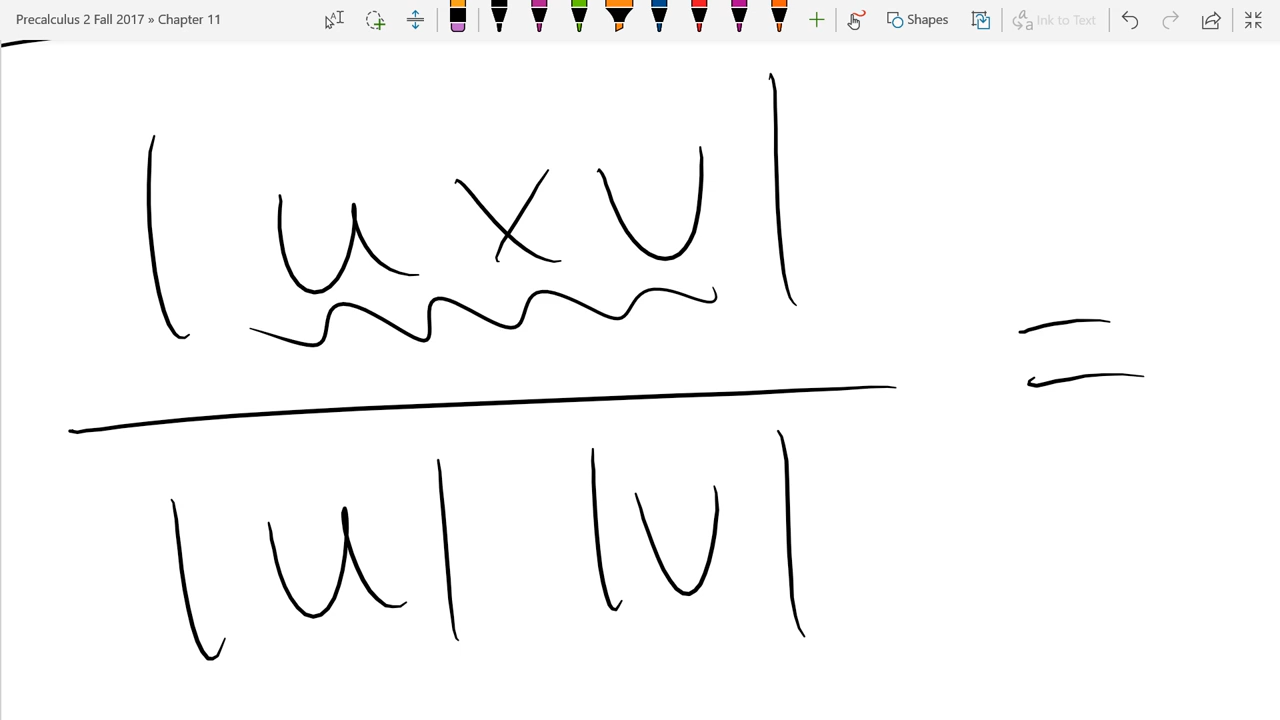 Precalculus 2 Fall 2017 » Chapter 11
Shapes
Ink to Text
| u x v |
=
| u | | v |